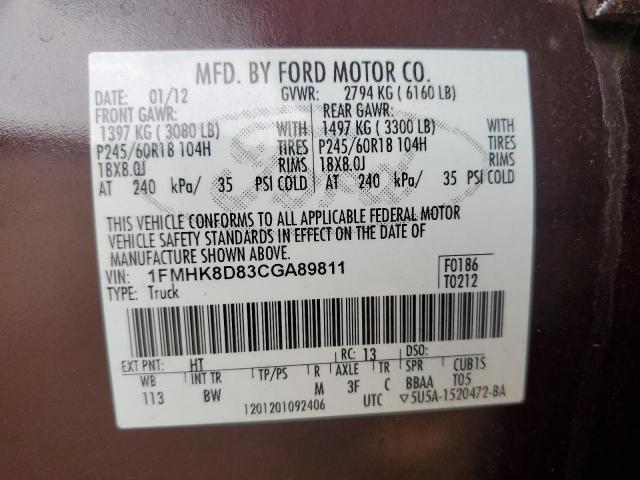 MFD. BY FORD MOTOR CO.
DATE: 01/12 GVWR: 2794 KG ( 6160 LB)
FRONT GAWR: REAR GAWR:
1397 KG ( 3080 LB) WITH 1497 KG ( 3300 LB) WITH
P245/60R18 104H TIRES P245/60R18 104H TIRES
18X8.0J RIMS 18X8.0J RIMS
AT 240 kPa/ 35 PSI COLD AT 240 kPa/ 35 PSI COLD
THIS VEHICLE CONFORMS TO ALL APPLICABLE FEDERAL MOTOR
VEHICLE SAFETY STANDARDS IN EFFECT ON THE DATE OF
MANUFACTURE SHOWN ABOVE.
VIN: 1FMHK8D83CGA89811 F0186
TYPE: Truck T0212
EXT PNT: HT RC: 13 DSO:
WB INT TR TP/PS R AXLE TR SPR CUB1S
113 BW M 3F C BBAA T05
1201201092406 UTC ▽5U5A-1520472-BA